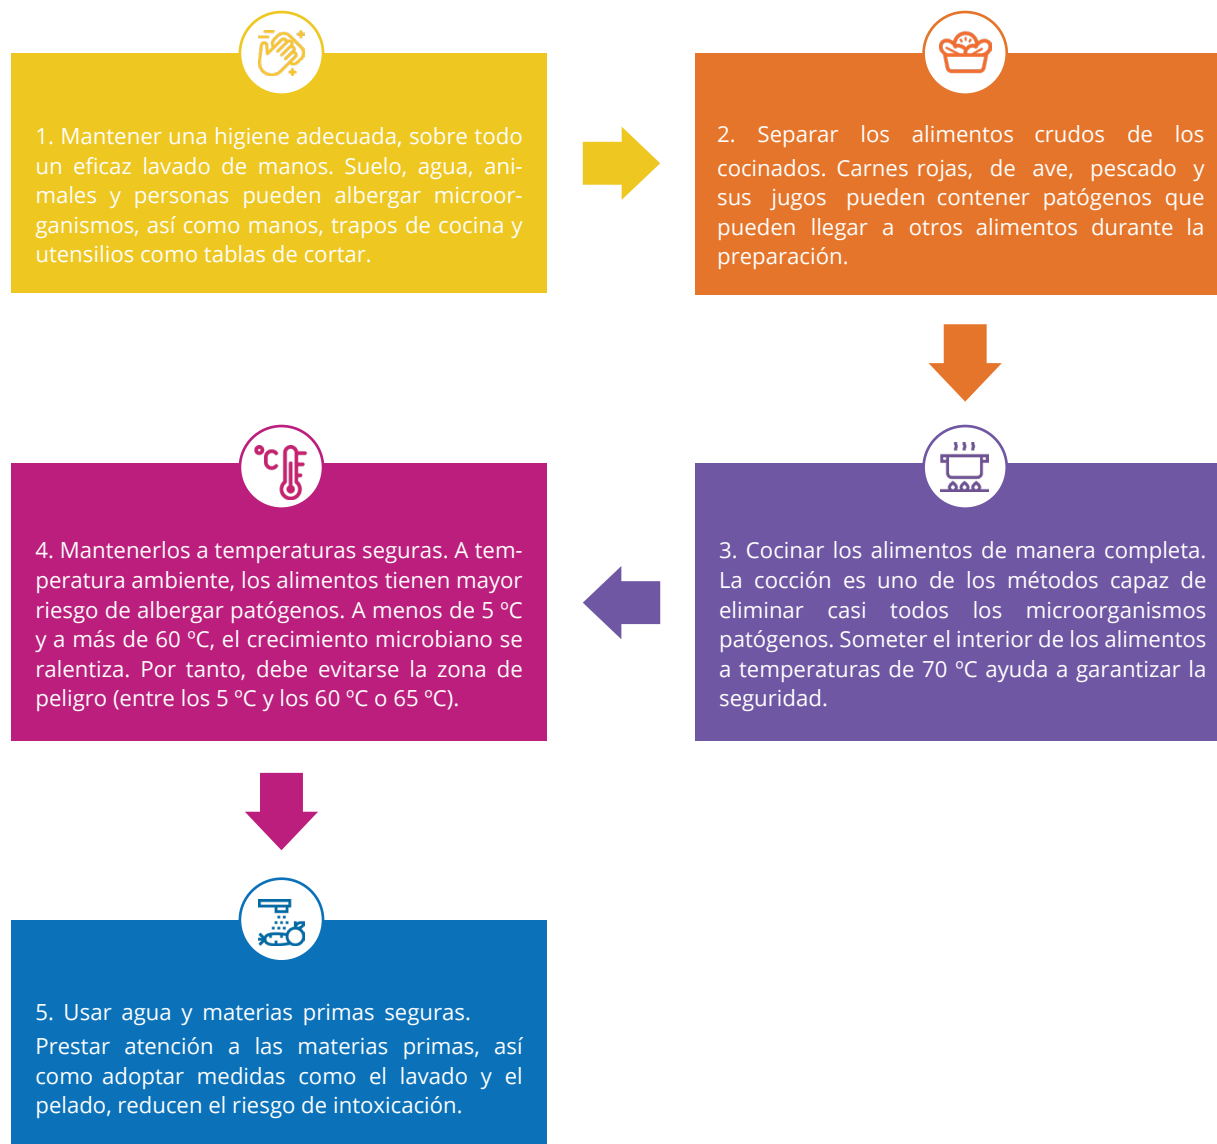 1. Mantener una higiene adecuada, sobre todo
un eficaz lavado de manos. Suelo, agua, ani-
males y personas pueden albergar microor-
ganismos, así como manos, trapos de cocina y
utensilios como tablas de cortar.
2. Separar los alimentos crudos de los
cocinados. Carnes rojas, de ave, pescado y
sus jugos pueden contener patógenos que
pueden llegar a otros alimentos durante la
preparación.
3. Cocinar los alimentos de manera completa.
La cocción es uno de los métodos capaz de
eliminar casi todos los microorganismos
patógenos. Someter el interior de los alimentos
a temperaturas de 70 ºC ayuda a garantizar la
seguridad.
°C
4. Mantenerlos a temperaturas seguras. A tem-
peratura ambiente, los alimentos tienen mayor
riesgo de albergar patógenos. A menos de 5 ºC
y a más de 60 ºC, el crecimiento microbiano se
ralentiza. Por tanto, debe evitarse la zona de
peligro (entre los 5 ºC y los 60 ºC o 65 ºC).
5. Usar agua y materias primas seguras.
Prestar atención a las materias primas, así
como adoptar medidas como el lavado y el
pelado, reducen el riesgo de intoxicación.